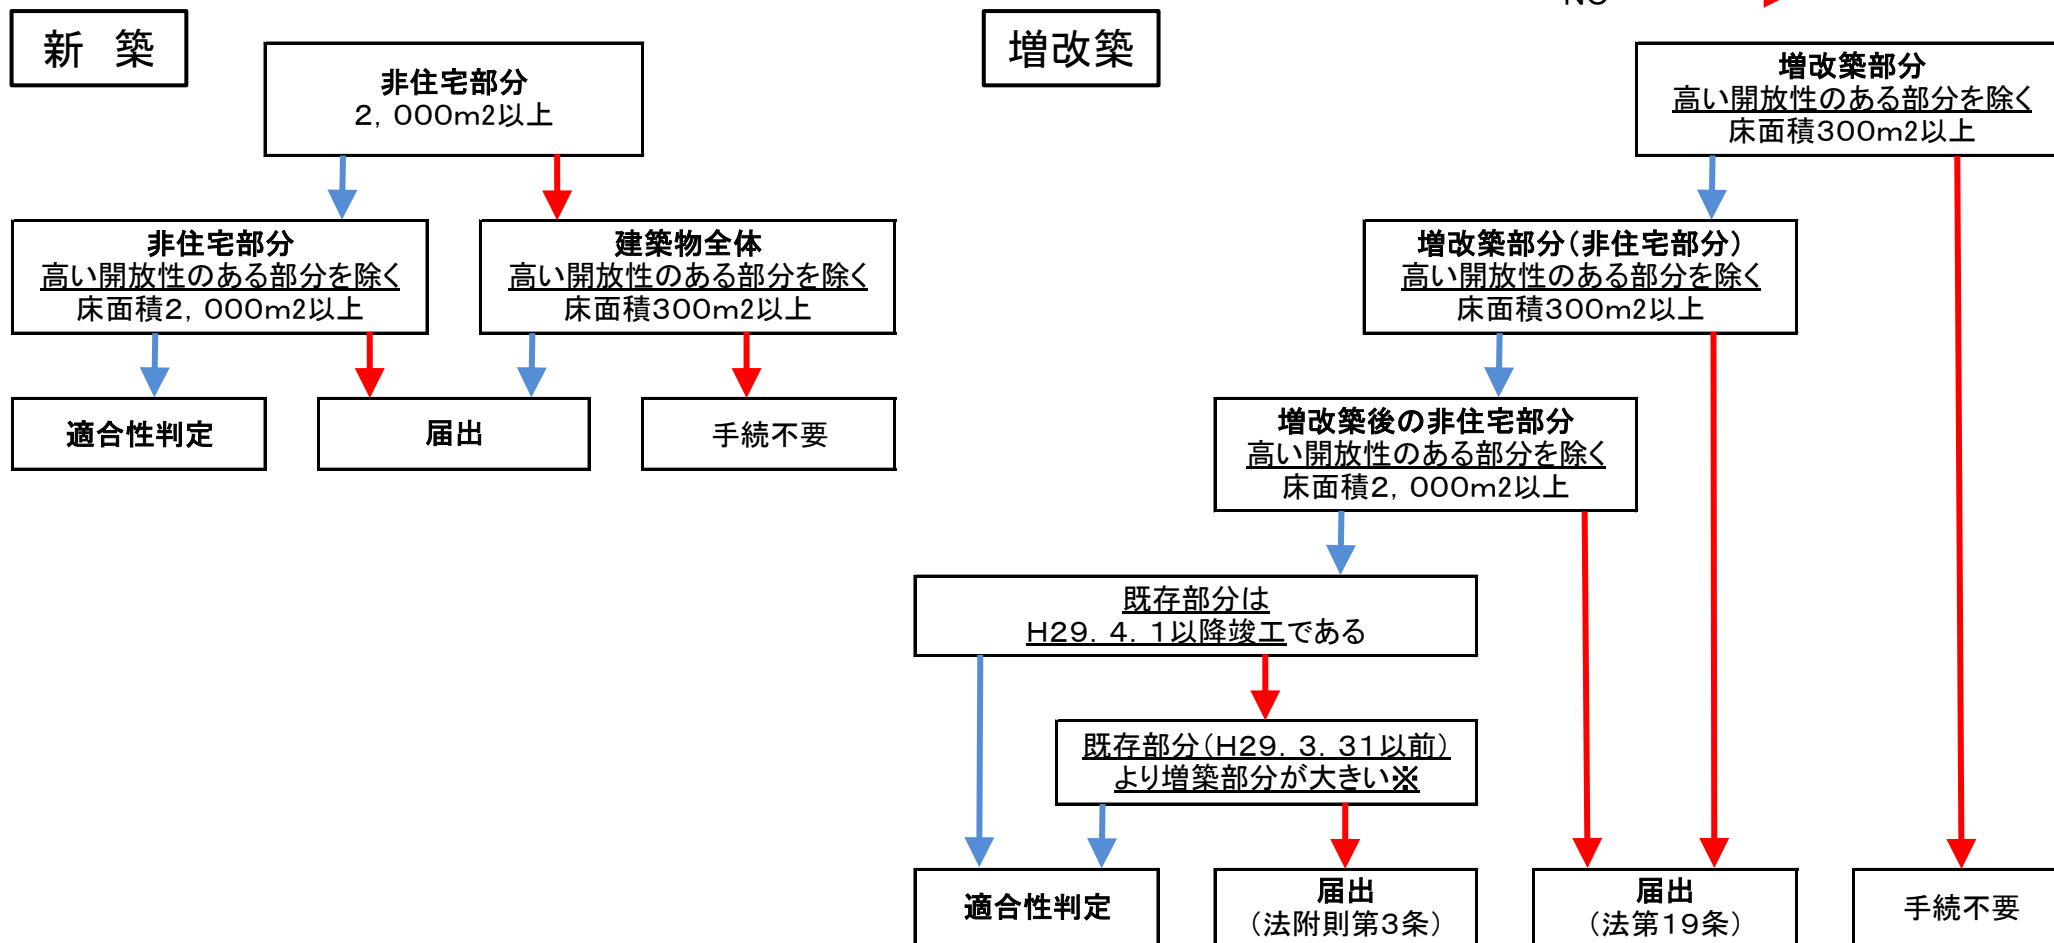 NO
新　築
非住宅部分
2，000m2以上
非住宅部分
高い開放性のある部分を除く
床面積2，000m2以上
建築物全体
高い開放性のある部分を除く
床面積300m2以上
適合性判定
届出
手続不要
増改築
増改築部分
高い開放性のある部分を除く
床面積300m2以上
増改築部分（非住宅部分）
高い開放性のある部分を除く
床面積300m2以上
増改築後の非住宅部分
高い開放性のある部分を除く
床面積2，000m2以上
既存部分は
H29．4．1以降竣工である
既存部分（H29．3．31以前）
より増築部分が大きい※
適合性判定
届出
（法附則第3条）
届出
（法第19条）
手続不要